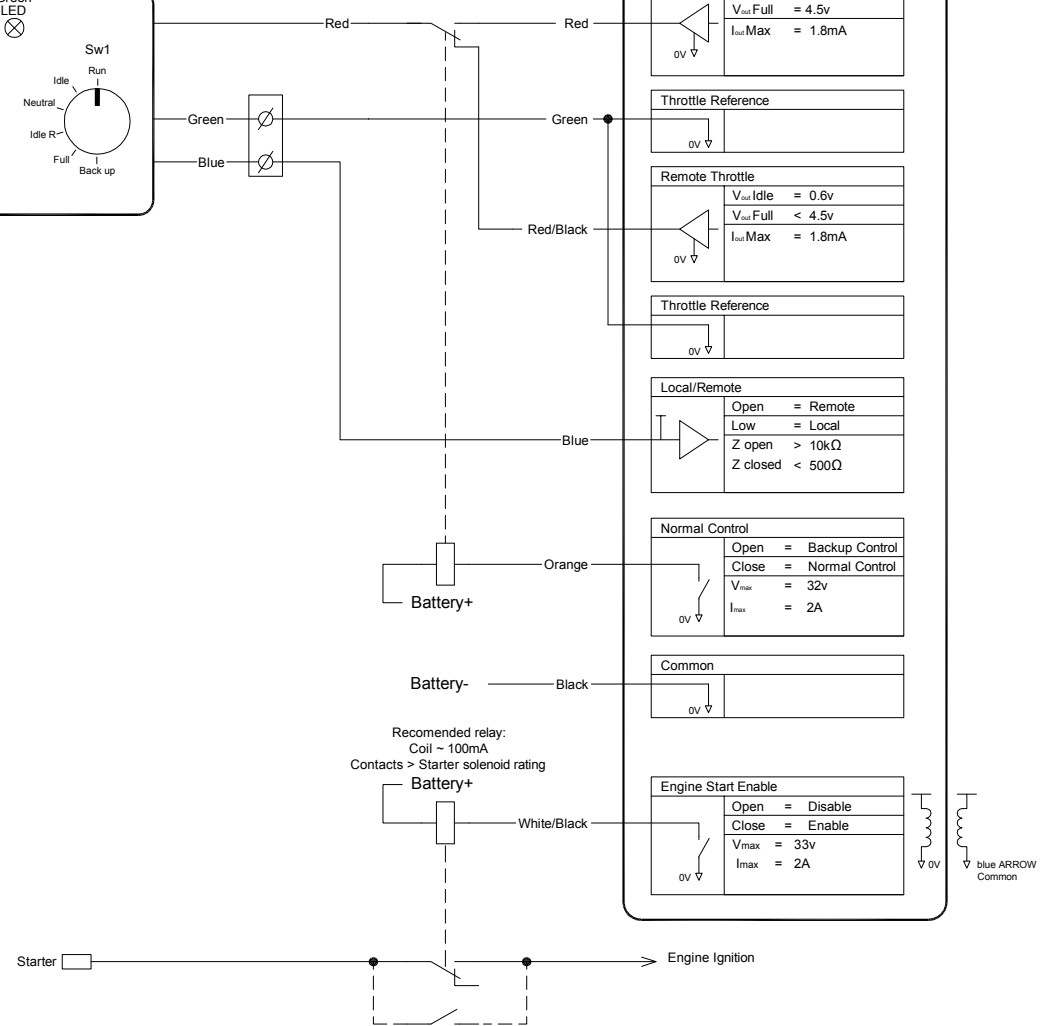 LED
Sw1
Run
Idle
Neutral
Idle R
Full
Back up
Red
Red
Vout Full = 4.5v
Iout Max = 1.8mA
0V
Green
Green
Throttle Reference
0V
Blue
Remote Throttle
Vout Idle = 0.6v
Vout Full < 4.5v
Iout Max = 1.8mA
0V
Red/Black
Throttle Reference
0V
Local/Remote
Open = Remote
Low = Local
Z open > 10kΩ
Z closed < 500Ω
Blue
Normal Control
Open = Backup Control
Close = Normal Control
Vmax = 32v
Imax = 2A
0V
Orange
Battery+
Common
0V
Battery-
Black
Recomended relay:
Coil ~ 100mA
Contacts > Starter solenoid rating
Battery+
White/Black
Engine Start Enable
Open = Disable
Close = Enable
Vmax = 33v
Imax = 2A
0V
0V
blue ARROW
Common
Starter
Engine Ignition